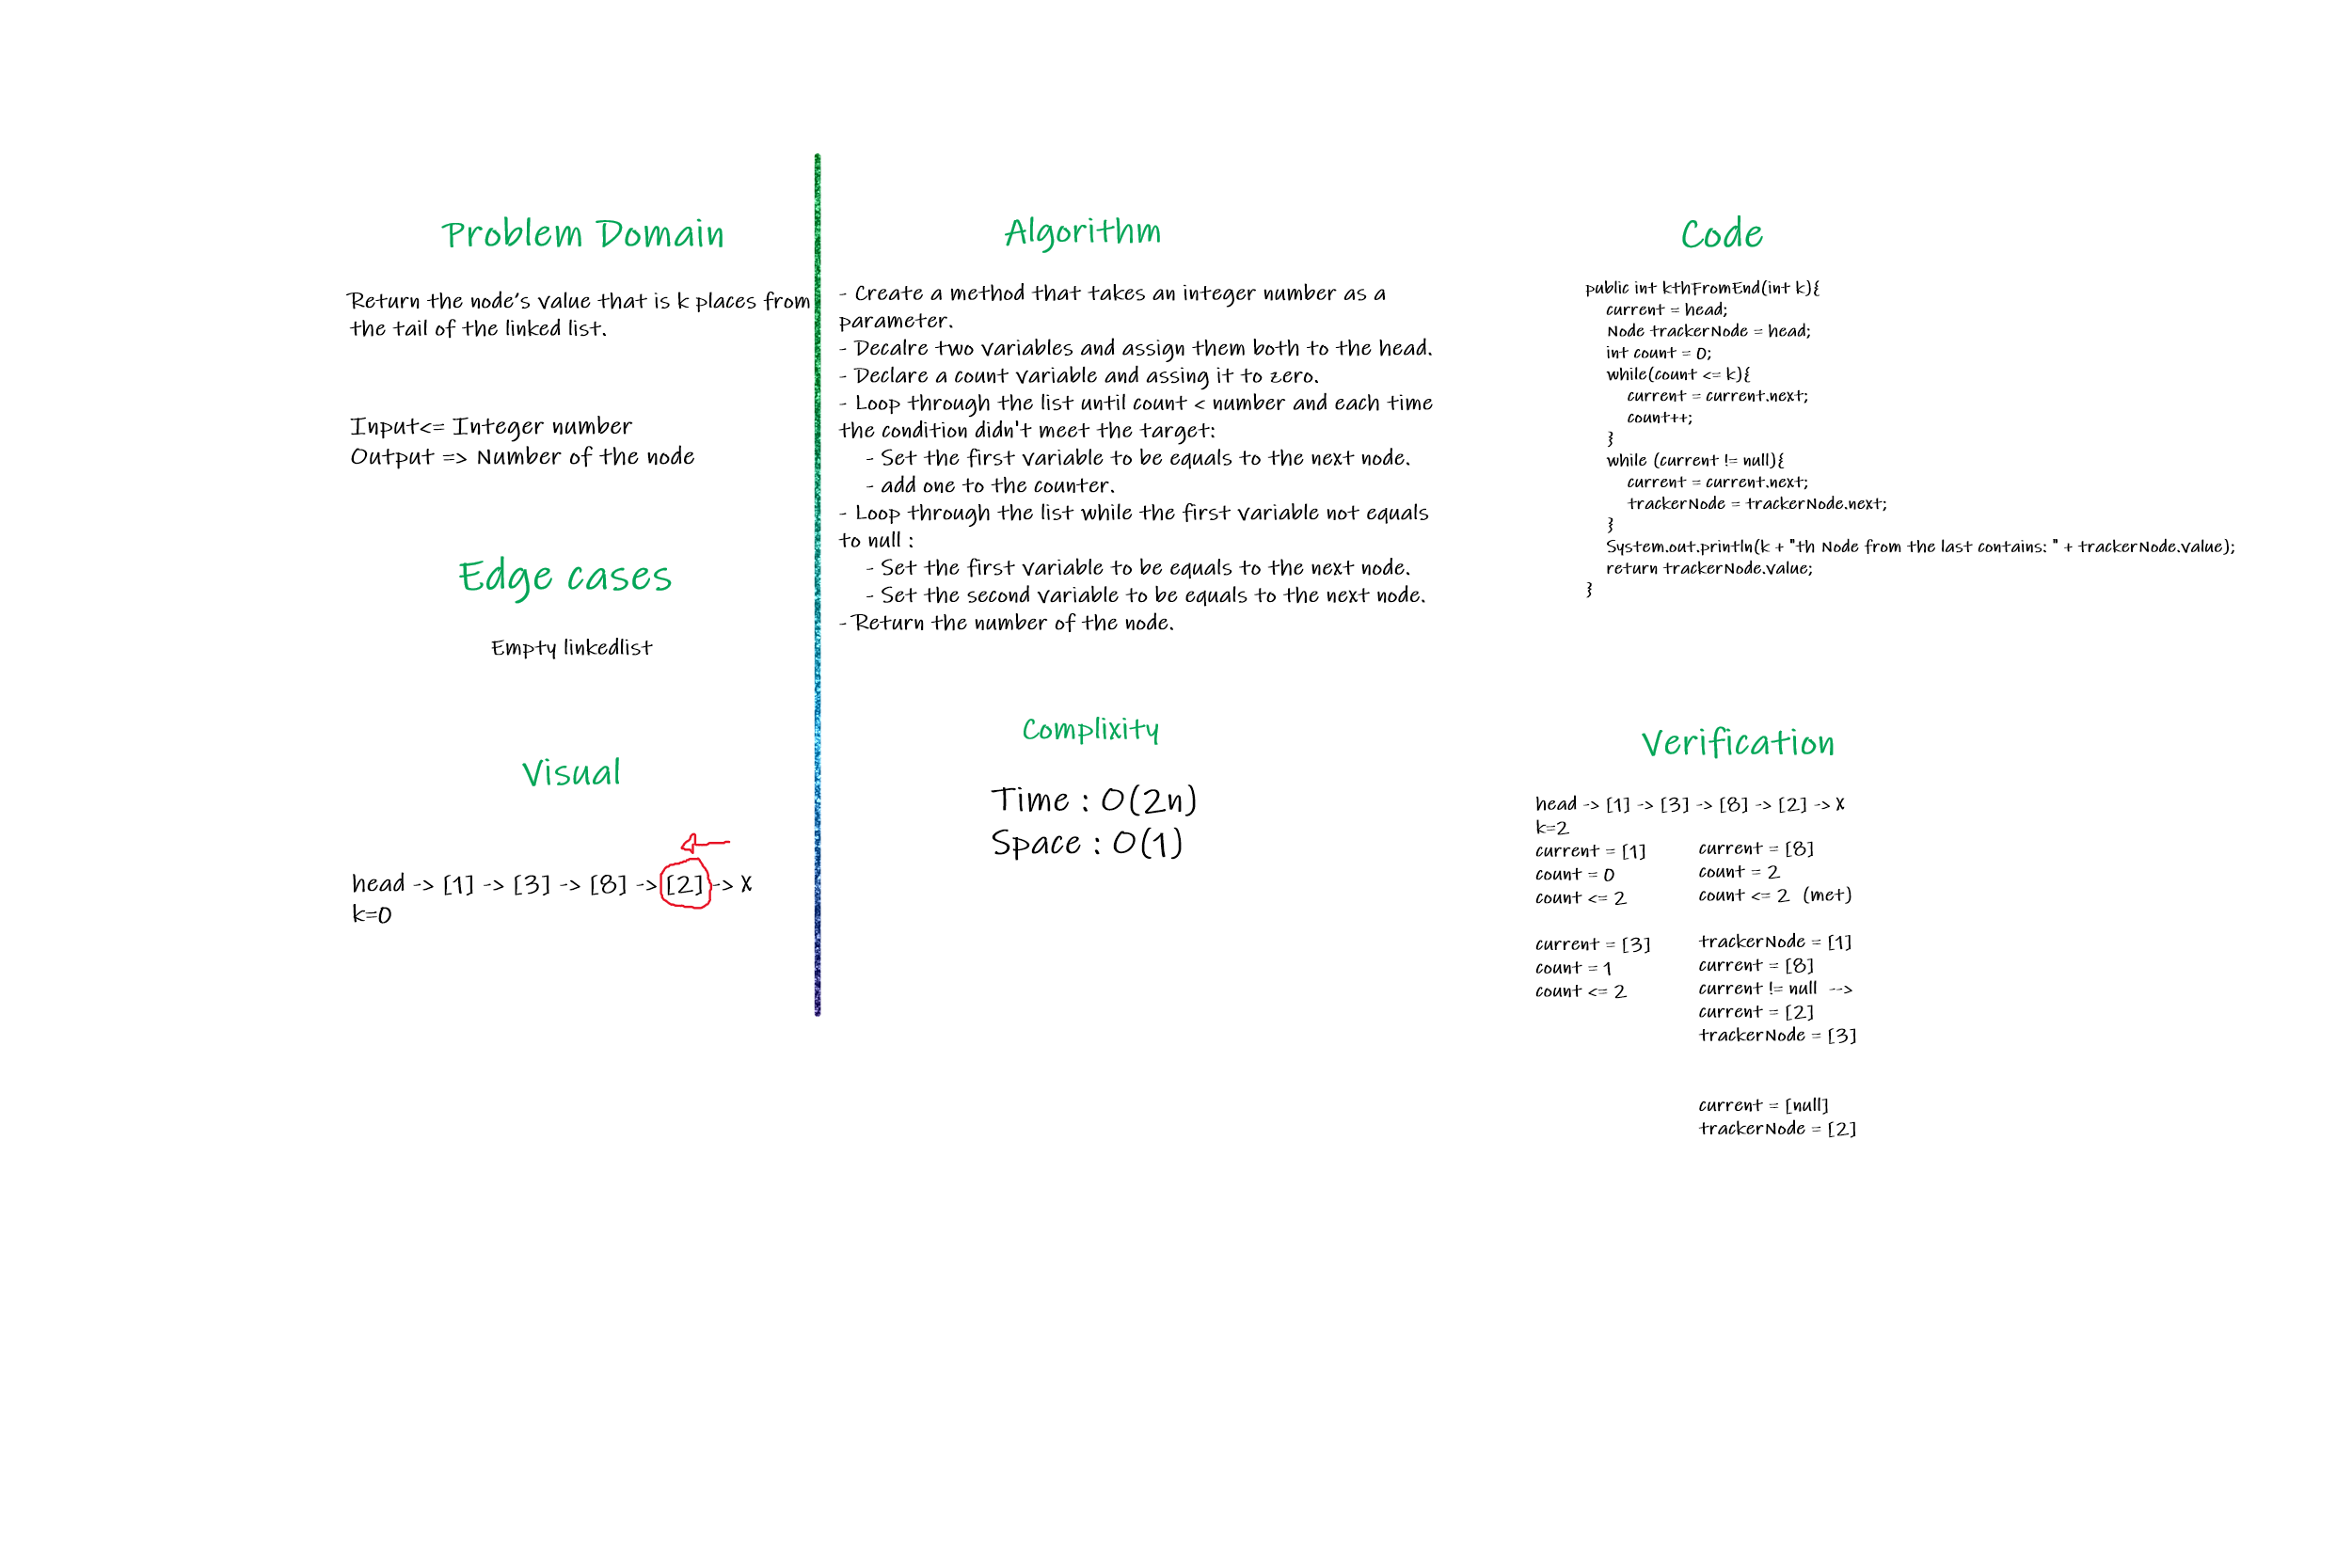 Problem Domain
Return the node's value that is k places from
the tail of the linked list.
Input<= Integer number
Output => Number of the node
Edge cases
Empty linkedlist
Visual
head -> [1] -> [3] -> [8] -> [2] -> X
k=0
Algorithm
- Create a method that takes an integer number as a
parameter.
- Decalre two variables and assign them both to the head.
- Declare a count variable and assing it to zero.
- Loop through the list until count < number and each time
the condition didn't meet the target:
- Set the first variable to be equals to the next node.
- add one to the counter.
- Loop through the list while the first variable not equals
to null :
- Set the first variable to be equals to the next node.
- Set the second variable to be equals to the next node.
- Return the number of the node.
Complixity
Time : O(2n)
Space : O(1)
Code
public int kthFromEnd(int k){
current = head;
Node trackerNode = head;
int count = 0;
while(count <= k){
current = current.next;
count++;
}
while (current != null){
current = current.next;
trackerNode = trackerNode.next;
}
System.out.println(k + "th Node from the last contains: " + trackerNode.value);
return trackerNode.value;
}
Verification
head -> [1] -> [3] -> [8] -> [2] -> X
k=2
current = [1]
count = 0
count <= 2
current = [3]
count = 1
count <= 2
current = [8]
count = 2
count <= 2 (met)
trackerNode = [1]
current = [8]
current != null -->
current = [2]
trackerNode = [3]
current = [null]
trackerNode = [2]